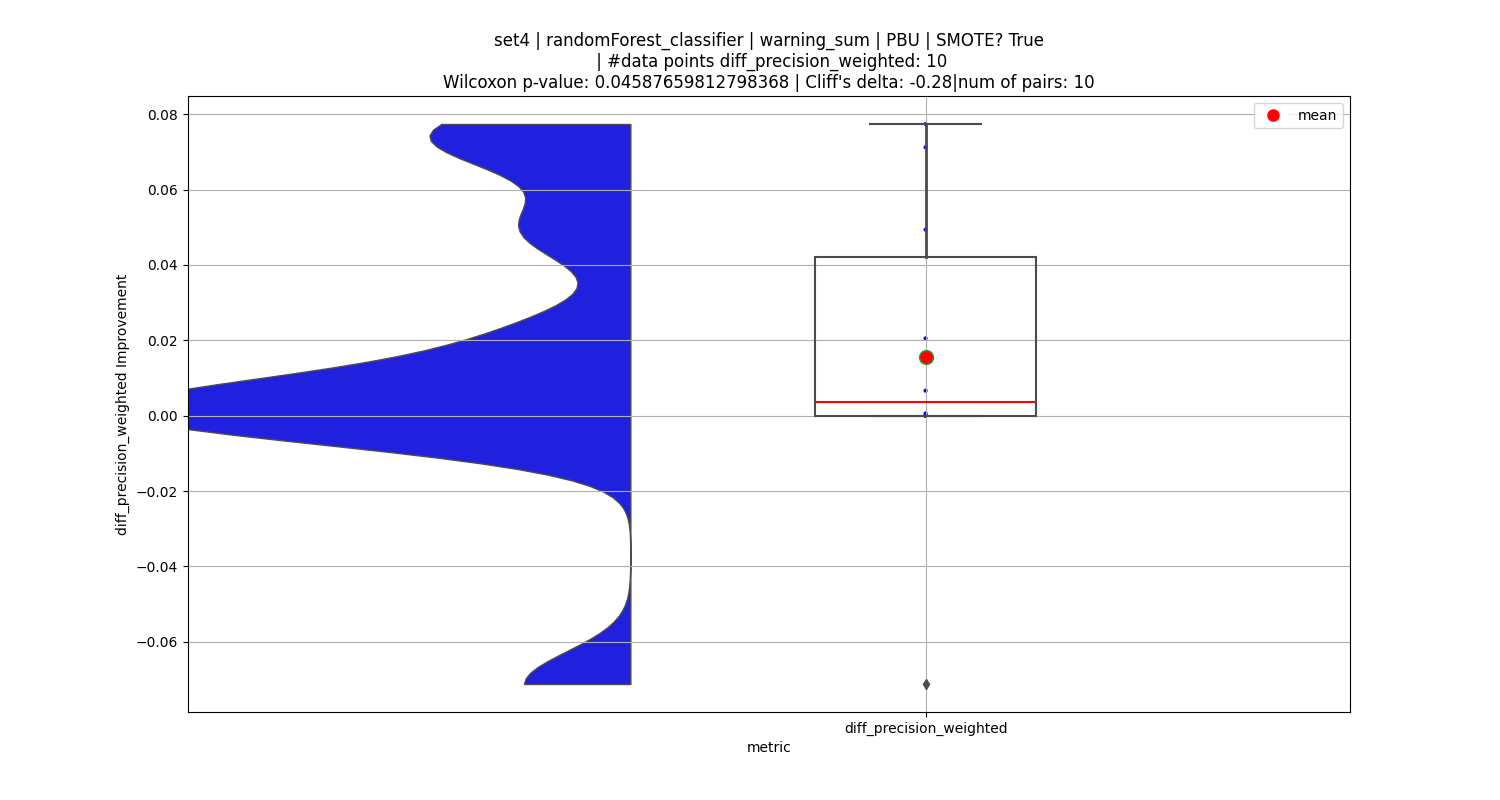 set4 | randomForest_classifier | warning_sum | PBU | SMOTE? True
| #data points diff_precision_weighted: 10
Wilcoxon p-value: 0.04587659812798368 | Cliff's delta: -0.28|num of pairs: 10
mean
0.08
0.06
0.04
0.02
0.00
−0.02
−0.04
−0.06
diff_precision_weighted Improvement
diff_precision_weighted
metric